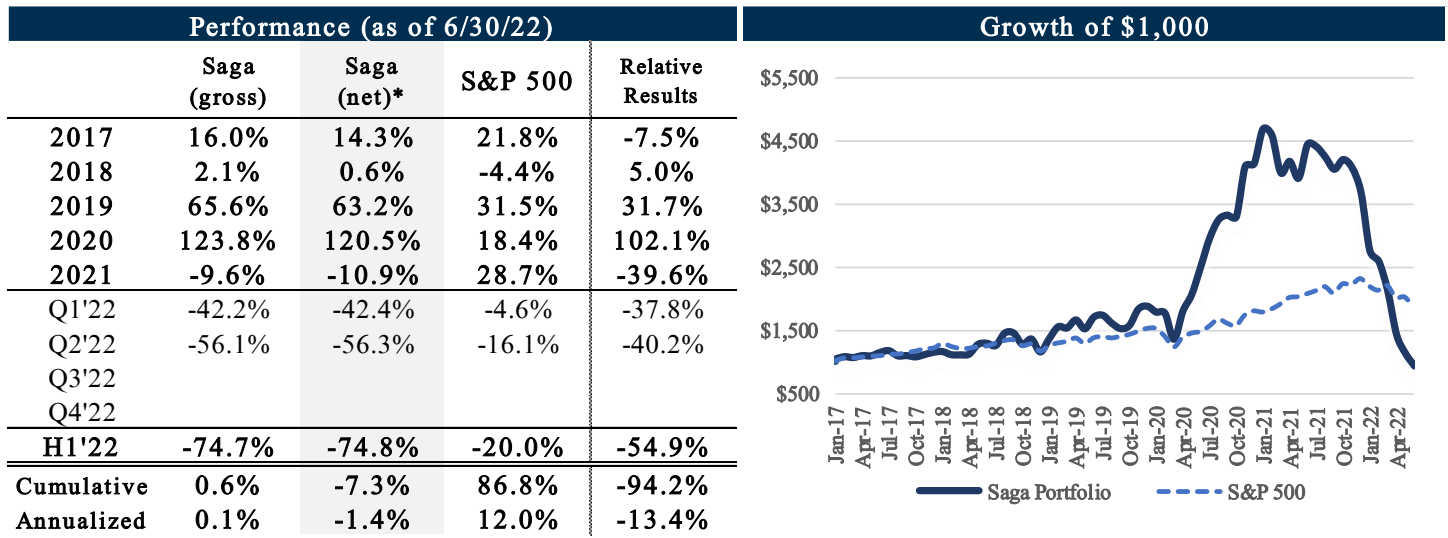 Performance (as of 6/30/22)
Saga (gross) Saga (net)* S&P 500 Relative Results
2017 16.0% 14.3% 21.8% -7.5%
2018 2.1% 0.6% -4.4% 5.0%
2019 65.6% 63.2% 31.5% 31.7%
2020 123.8% 120.5% 18.4% 102.1%
2021 -9.6% -10.9% 28.7% -39.6%
Q1'22 -42.2% -42.4% -4.6% -37.8%
Q2'22 -56.1% -56.3% -16.1% -40.2%
Q3'22
Q4'22
H1'22 -74.7% -74.8% -20.0% -54.9%
Cumulative 0.6% -7.3% 86.8% -94.2%
Annualized 0.1% -1.4% 12.0% -13.4%
Growth of $1,000
$5,500
$4,500
$3,500
$2,500
$1,500
$500
Jan-17 Apr-17 Jul-17 Oct-17 Jan-18 Apr-18 Jul-18 Oct-18 Jan-19 Apr-19 Jul-19 Oct-19 Jan-20 Apr-20 Jul-20 Oct-20 Jan-21 Apr-21 Jul-21 Oct-21 Jan-22 Apr-22
Saga Portfolio S&P 500